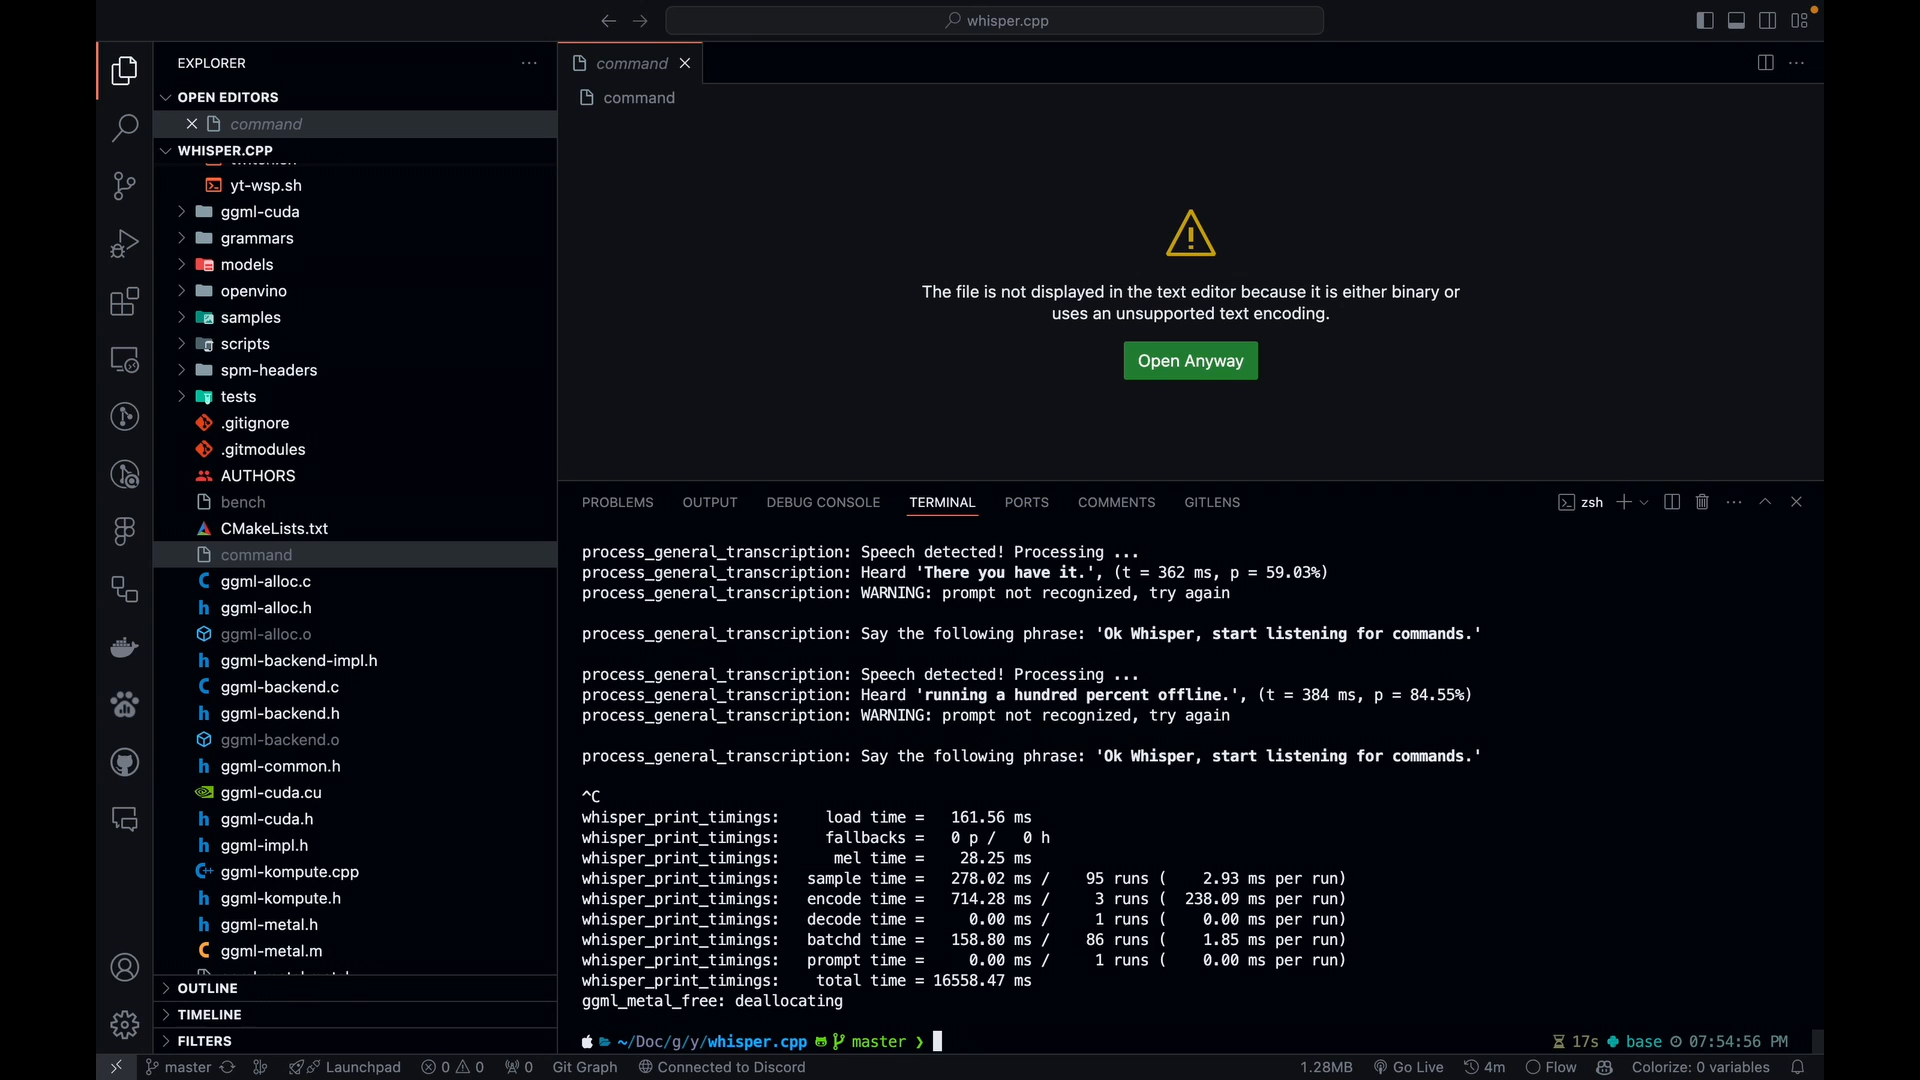 whisper.cpp
EXPLORER
OPEN EDITORS
command
WHISPER.CPP
yt-wsp.sh
ggml-cuda
grammars
models
openvino
samples
scripts
spm-headers
tests
.gitignore
.gitmodules
AUTHORS
bench
CMakeLists.txt
command
ggml-alloc.c
ggml-alloc.h
ggml-alloc.o
ggml-backend-impl.h
ggml-backend.c
ggml-backend.h
ggml-backend.o
ggml-common.h
ggml-cuda.cu
ggml-cuda.h
ggml-impl.h
ggml-kompute.cpp
ggml-kompute.h
ggml-metal.h
ggml-metal.m
OUTLINE
TIMELINE
FILTERS
command
command
The file is not displayed in the text editor because it is either binary or
uses an unsupported text encoding.
Open Anyway
PROBLEMS OUTPUT DEBUG CONSOLE TERMINAL PORTS COMMENTS GITLENS zsh
process_general_transcription: Speech detected! Processing ...
process_general_transcription: Heard 'There you have it.', (t = 362 ms, p = 59.03%)
process_general_transcription: WARNING: prompt not recognized, try again
process_general_transcription: Say the following phrase: 'Ok Whisper, start listening for commands.'
process_general_transcription: Speech detected! Processing ...
process_general_transcription: Heard 'running a hundred percent offline.', (t = 384 ms, p = 84.55%)
process_general_transcription: WARNING: prompt not recognized, try again
process_general_transcription: Say the following phrase: 'Ok Whisper, start listening for commands.'
^C
whisper_print_timings: load time = 161.56 ms
whisper_print_timings: fallbacks = 0 p / 0 h
whisper_print_timings: mel time = 28.25 ms
whisper_print_timings: sample time = 278.02 ms / 95 runs ( 2.93 ms per run)
whisper_print_timings: encode time = 714.28 ms / 3 runs ( 238.09 ms per run)
whisper_print_timings: decode time = 0.00 ms / 1 runs ( 0.00 ms per run)
whisper_print_timings: batchd time = 158.80 ms / 86 runs ( 1.85 ms per run)
whisper_print_timings: prompt time = 0.00 ms / 1 runs ( 0.00 ms per run)
whisper_print_timings: total time = 16558.47 ms
ggml_metal_free: deallocating
~/Doc/g/y/whisper.cpp master ❯ 17s base 07:54:56 PM
master Launchpad 0 0 0 Git Graph Connected to Discord 1.28MB Go Live 4m Flow Colorize: 0 variables